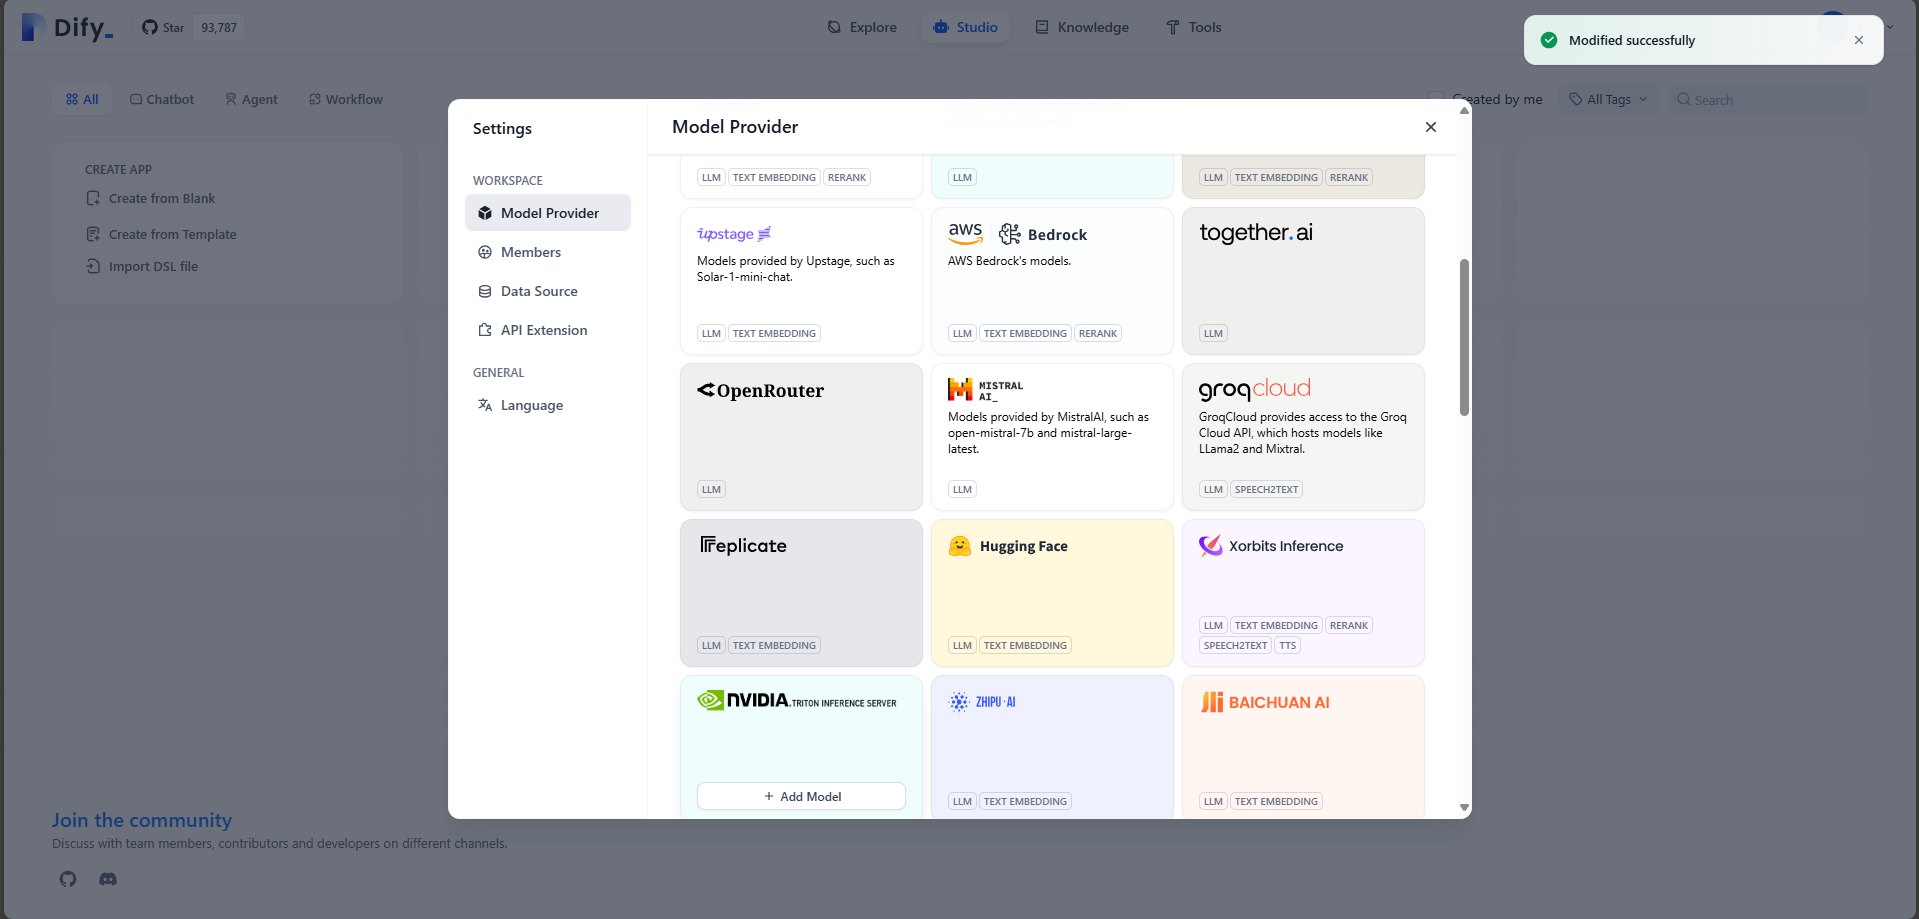 Dify_
Star 93,787
Explore
Studio
Knowledge
Tools
Modified successfully
All
Chatbot
Agent
Workflow
Created by me
All Tags
Search
CREATE APP
Create from Blank
Create from Template
Import DSL file
Join the community
Discuss with team members, contributors and developers on different channels.
Settings
WORKSPACE
Model Provider
Members
Data Source
API Extension
GENERAL
Language
Model Provider
LLM TEXT EMBEDDING RERANK
LLM
LLM TEXT EMBEDDING RERANK
upstage
Models provided by Upstage, such as
Solar-1-mini-chat.
LLM TEXT EMBEDDING
aws Bedrock
AWS Bedrock's models.
LLM TEXT EMBEDDING RERANK
together.ai
LLM
OpenRouter
LLM
MISTRAL
AI_
Models provided by MistralAI, such as
open-mistral-7b and mistral-large-
latest.
LLM
groqcloud
GroqCloud provides access to the Groq
Cloud API, which hosts models like
LLama2 and Mixtral.
LLM SPEECH2TEXT
Replicate
LLM TEXT EMBEDDING
Hugging Face
LLM TEXT EMBEDDING
Xorbits Inference
LLM TEXT EMBEDDING RERANK
SPEECH2TEXT TTS
NVIDIA. TRITON INFERENCE SERVER
+ Add Model
ZHIPU·AI
LLM TEXT EMBEDDING
BAICHUAN AI
LLM TEXT EMBEDDING